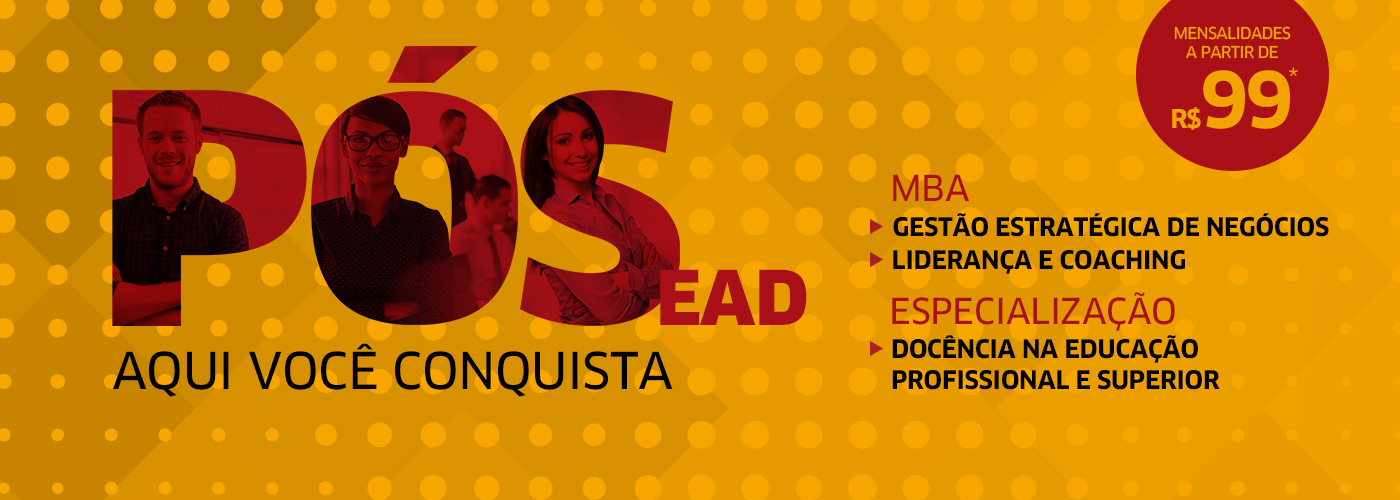 PÓS
EAD
AQUI VOCÊ CONQUISTA
MENSALIDADES
A PARTIR DE
R$99*
MBA
GESTÃO ESTRATÉGICA DE NEGÓCIOS
LIDERANÇA E COACHING
ESPECIALIZAÇÃO
DOCÊNCIA NA EDUCAÇÃO
PROFISSIONAL E SUPERIOR